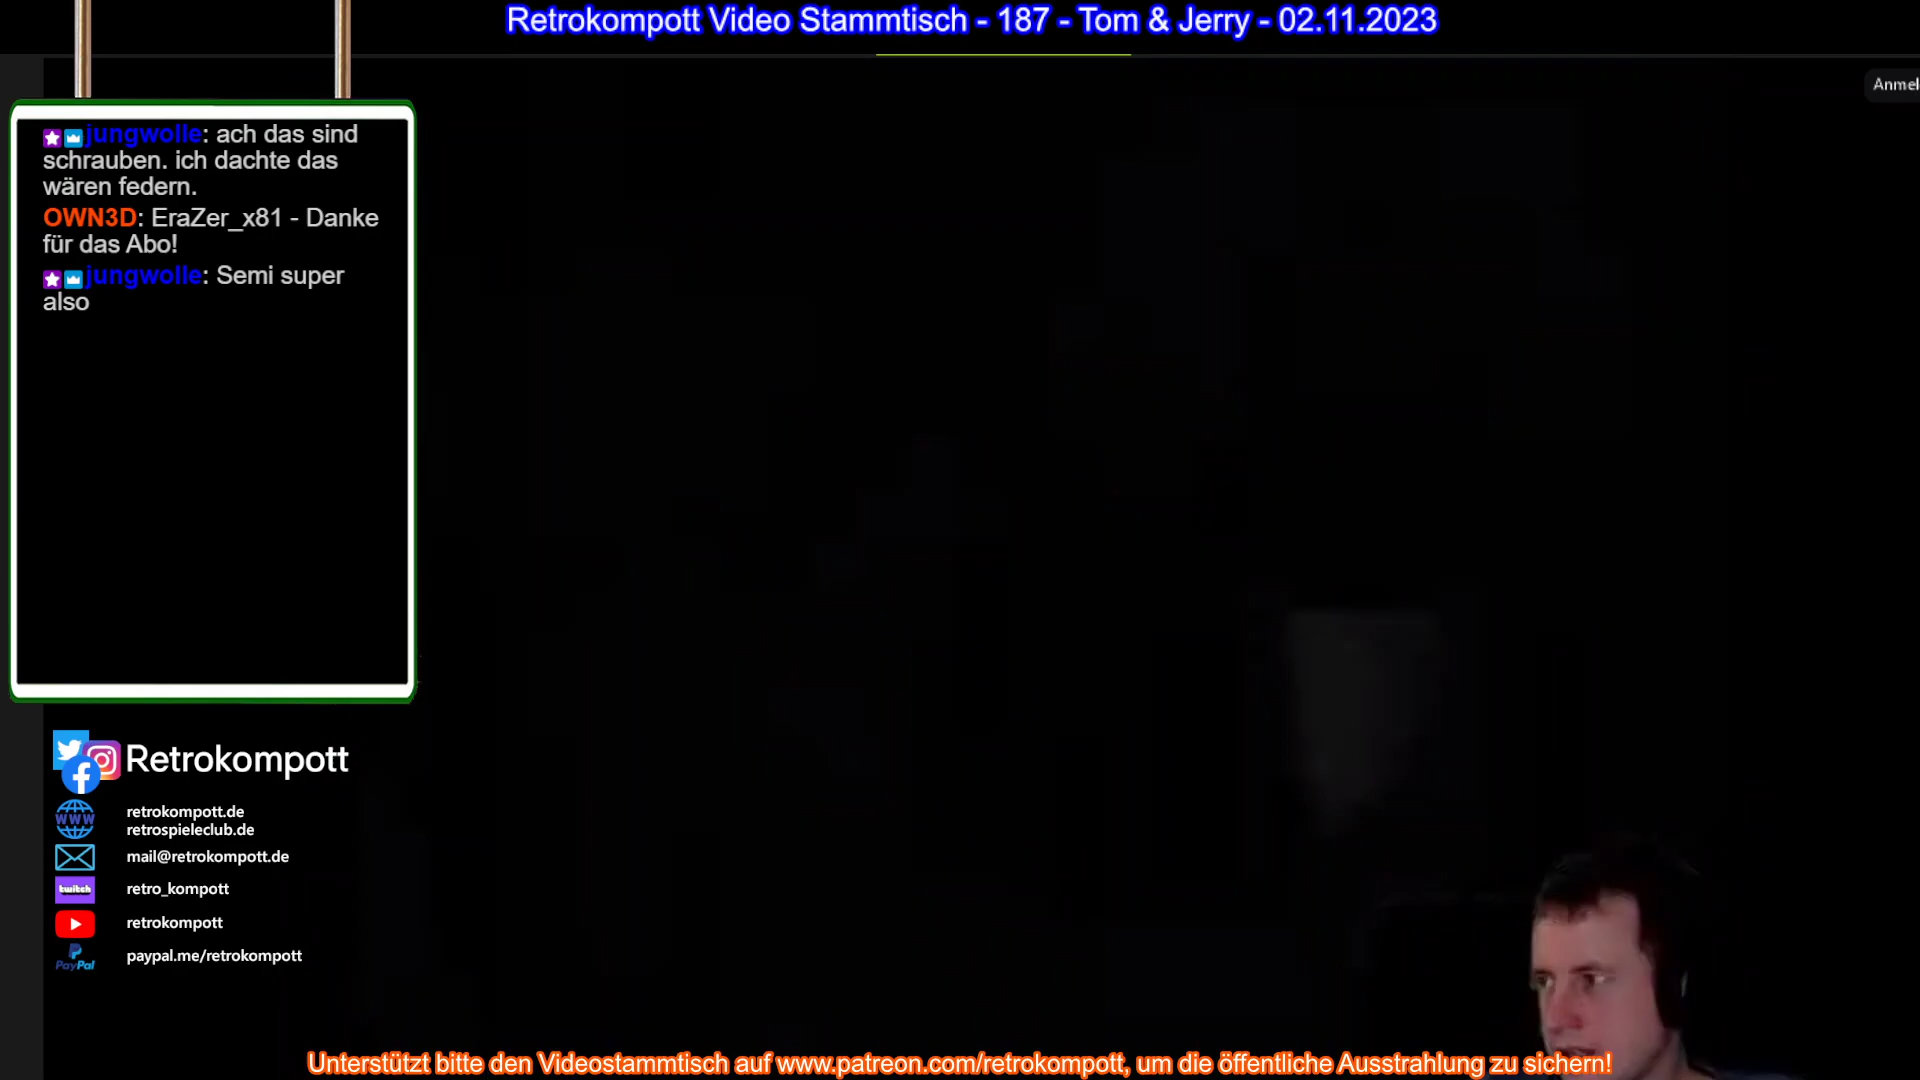 Retrokompott Video Stammtisch - 187 - Tom & Jerry - 02.11.2023
Anmel
jungwolle: ach das sind
schrauben. ich dachte das
wären federn.
OWN3D: EraZer_x81 - Danke
für das Abo!
jungwolle: Semi super
also
Retrokompott
www
retrokompott.de
retrospieleclub.de
mail@retrokompott.de
twitch
retro_kompott
retrokompott
PayPal
paypal.me/retrokompott
Unterstützt bitte den Videostammtisch auf www.patreon.com/retrokompott, um die öffentliche Ausstrahlung zu sichern!